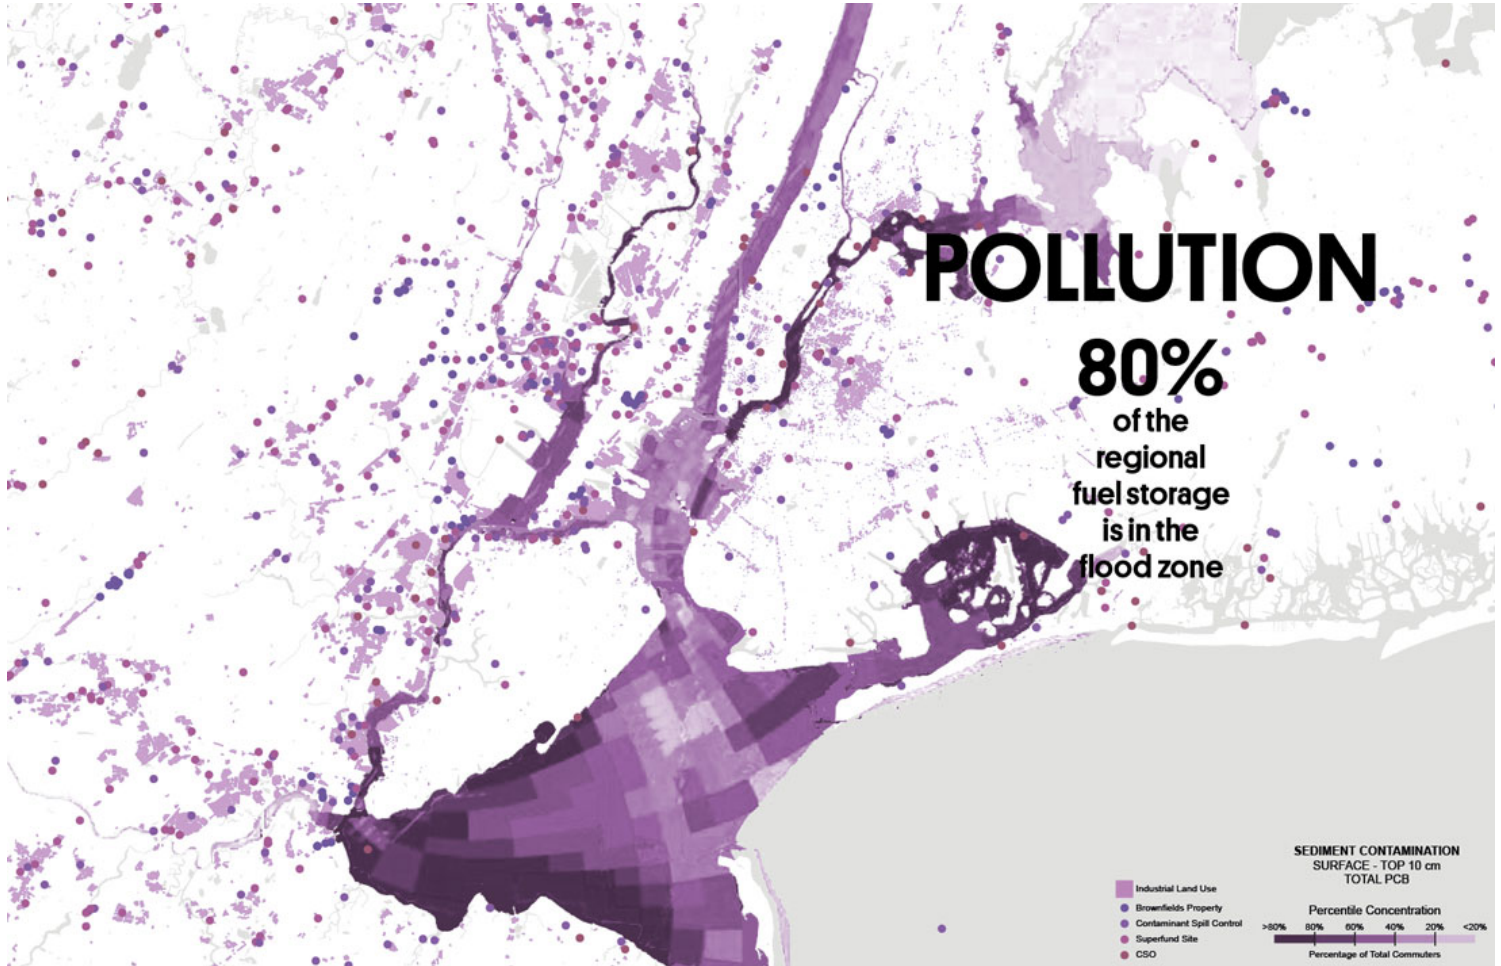 POLLUTION
80%
of the
regional
fuel storage
is in the
flood zone
SEDIMENT CONTAMINATION
SURFACE - TOP 10 cm
TOTAL PCB
Industrial Land Use
Brownfields Property
Contaminant Spill Control
Superfund Site
CSO
Percentile Concentration
>80% 80% 60% 40% 20% <20%
Percentage of Total Commuters